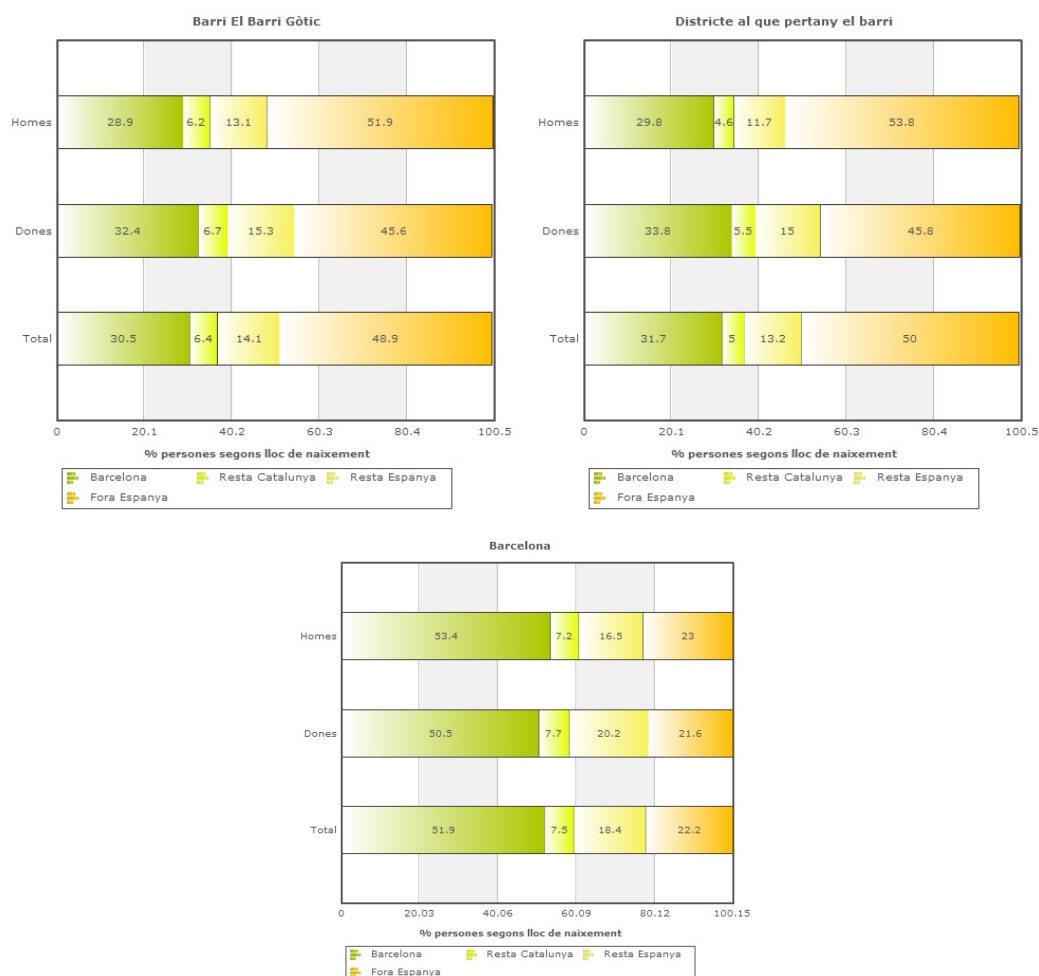 Barri El Barri Gòtic
Homes 28.9 6.2 13.1 51.9
Dones 32.4 6.7 15.3 45.6
Total 30.5 6.4 14.1 48.9
0 20.1 40.2 60.3 80.4 100.5
% persones segons lloc de naixement
Barcelona Resta Catalunya Resta Espanya
Fora Espanya
Districte al que pertany el barri
Homes 29.8 4.6 11.7 53.8
Dones 33.8 5.5 15 45.8
Total 31.7 5 13.2 50
0 20.1 40.2 60.3 80.4 100.5
% persones segons lloc de naixement
Barcelona Resta Catalunya Resta Espanya
Fora Espanya
Barcelona
Homes 53.4 7.2 16.5 23
Dones 50.5 7.7 20.2 21.6
Total 51.9 7.5 18.4 22.2
0 20.03 40.06 60.09 80.12 100.15
% persones segons lloc de naixement
Barcelona Resta Catalunya Resta Espanya
Fora Espanya